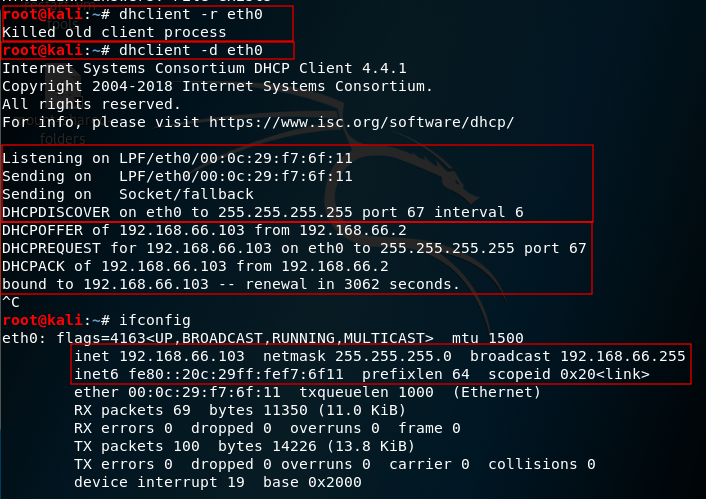 root@kali:~# dhclient -r eth0
Killed old client process
root@kali:~# dhclient -d eth0
Internet Systems Consortium DHCP Client 4.4.1
Copyright 2004-2018 Internet Systems Consortium.
All rights reserved.
For info, please visit https://www.isc.org/software/dhcp/
folders
Listening on LPF/eth0/00:0c:29:f7:6f:11
Sending on   LPF/eth0/00:0c:29:f7:6f:11
Sending on   Socket/fallback
DHCPDISCOVER on eth0 to 255.255.255.255 port 67 interval 6
DHCPOFFER of 192.168.66.103 from 192.168.66.2
DHCPREQUEST for 192.168.66.103 on eth0 to 255.255.255.255 port 67
DHCPACK of 192.168.66.103 from 192.168.66.2
bound to 192.168.66.103 -- renewal in 3062 seconds.
^C
root@kali:~# ifconfig
eth0: flags=4163<UP,BROADCAST,RUNNING,MULTICAST>  mtu 1500
        inet 192.168.66.103  netmask 255.255.255.0  broadcast 192.168.66.255
        inet6 fe80::20c:29ff:fef7:6f11  prefixlen 64  scopeid 0x20<link>
        ether 00:0c:29:f7:6f:11  txqueuelen 1000  (Ethernet)
        RX packets 69  bytes 11350 (11.0 KiB)
        RX errors 0  dropped 0  overruns 0  frame 0
        TX packets 100  bytes 14226 (13.8 KiB)
        TX errors 0  dropped 0 overruns 0  carrier 0  collisions 0
        device interrupt 19  base 0x2000